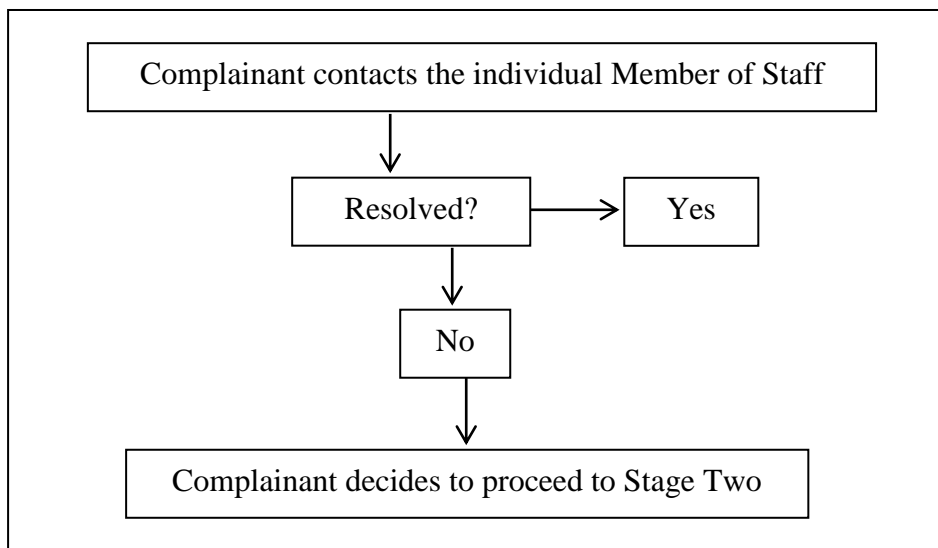 Complainant contacts the individual Member of Staff
Resolved?
Yes
No
Complainant decides to proceed to Stage Two